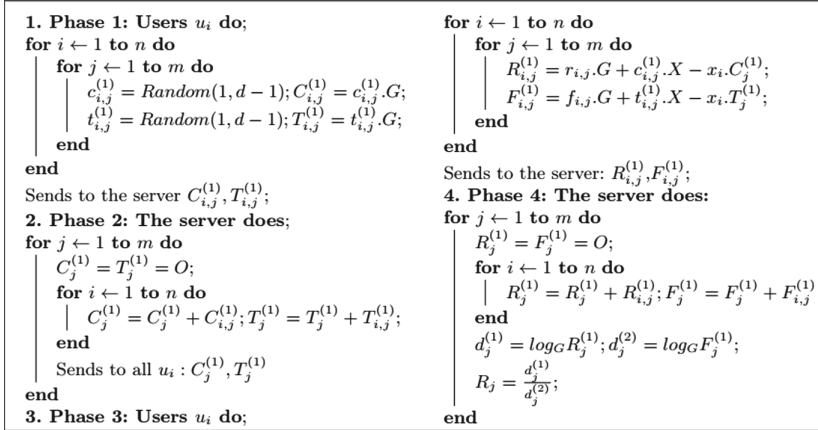 1. Phase 1: Users u_i do;
for i ← 1 to n do
for j ← 1 to m do
c_{i,j}^{(1)} = Random(1, d − 1); C_{i,j}^{(1)} = c_{i,j}^{(1)}.G;
t_{i,j}^{(1)} = Random(1, d − 1); T_{i,j}^{(1)} = t_{i,j}^{(1)}.G;
end
end
Sends to the server C_{i,j}^{(1)}, T_{i,j}^{(1)};
2. Phase 2: The server does;
for j ← 1 to m do
C_j^{(1)} = T_j^{(1)} = O;
for i ← 1 to n do
C_j^{(1)} = C_j^{(1)} + C_{i,j}^{(1)}; T_j^{(1)} = T_j^{(1)} + T_{i,j}^{(1)};
end
Sends to all u_i : C_j^{(1)}, T_j^{(1)}
end
3. Phase 3: Users u_i do;
for i ← 1 to n do
for j ← 1 to m do
R_{i,j}^{(1)} = r_{i,j}.G + c_{i,j}^{(1)}.X − x_i.C_j^{(1)};
F_{i,j}^{(1)} = f_{i,j}.G + t_{i,j}^{(1)}.X − x_i.T_j^{(1)};
end
end
Sends to the server: R_{i,j}^{(1)}, F_{i,j}^{(1)};
4. Phase 4: The server does:
for j ← 1 to m do
R_j^{(1)} = F_j^{(1)} = O;
for i ← 1 to n do
R_j^{(1)} = R_j^{(1)} + R_{i,j}^{(1)}; F_j^{(1)} = F_j^{(1)} + F_{i,j}^{(1)}
end
d_j^{(1)} = log_G R_j^{(1)}; d_j^{(2)} = log_G F_j^{(1)};
R_j = \frac{d_j^{(1)}}{d_j^{(2)}};
end